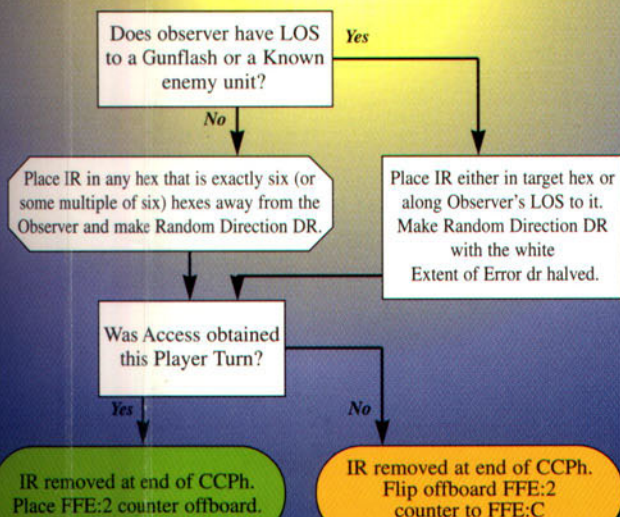 Does observer have LOS
to a Gunflash or a Known
enemy unit?
Yes
No
Place IR in any hex that is exactly six (or
some multiple of six) hexes away from the
Observer and make Random Direction DR.
Place IR either in target hex or
along Observer's LOS to it.
Make Random Direction DR
with the white
Extent of Error dr halved.
Was Access obtained
this Player Turn?
Yes
No
IR removed at end of CCPh.
Place FFE:2 counter offboard.
IR removed at end of CCPh.
Flip offboard FFE:2
counter to FFE:C